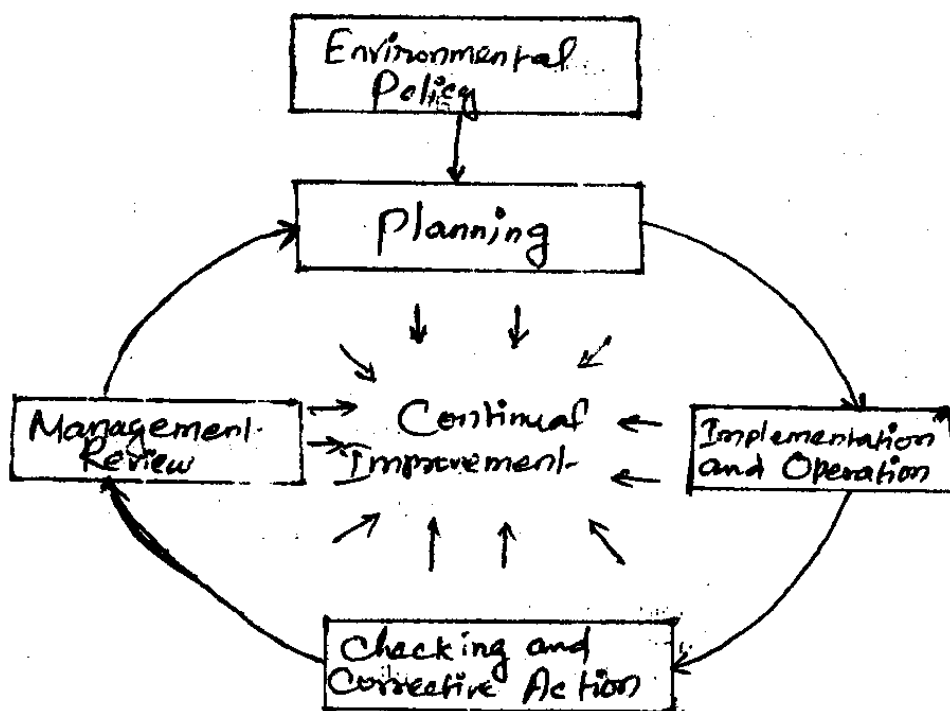 Environmental
Policy
Planning
Management
Review
Continual
Improvement
Implementation
and Operation
Checking and
Corrective Action